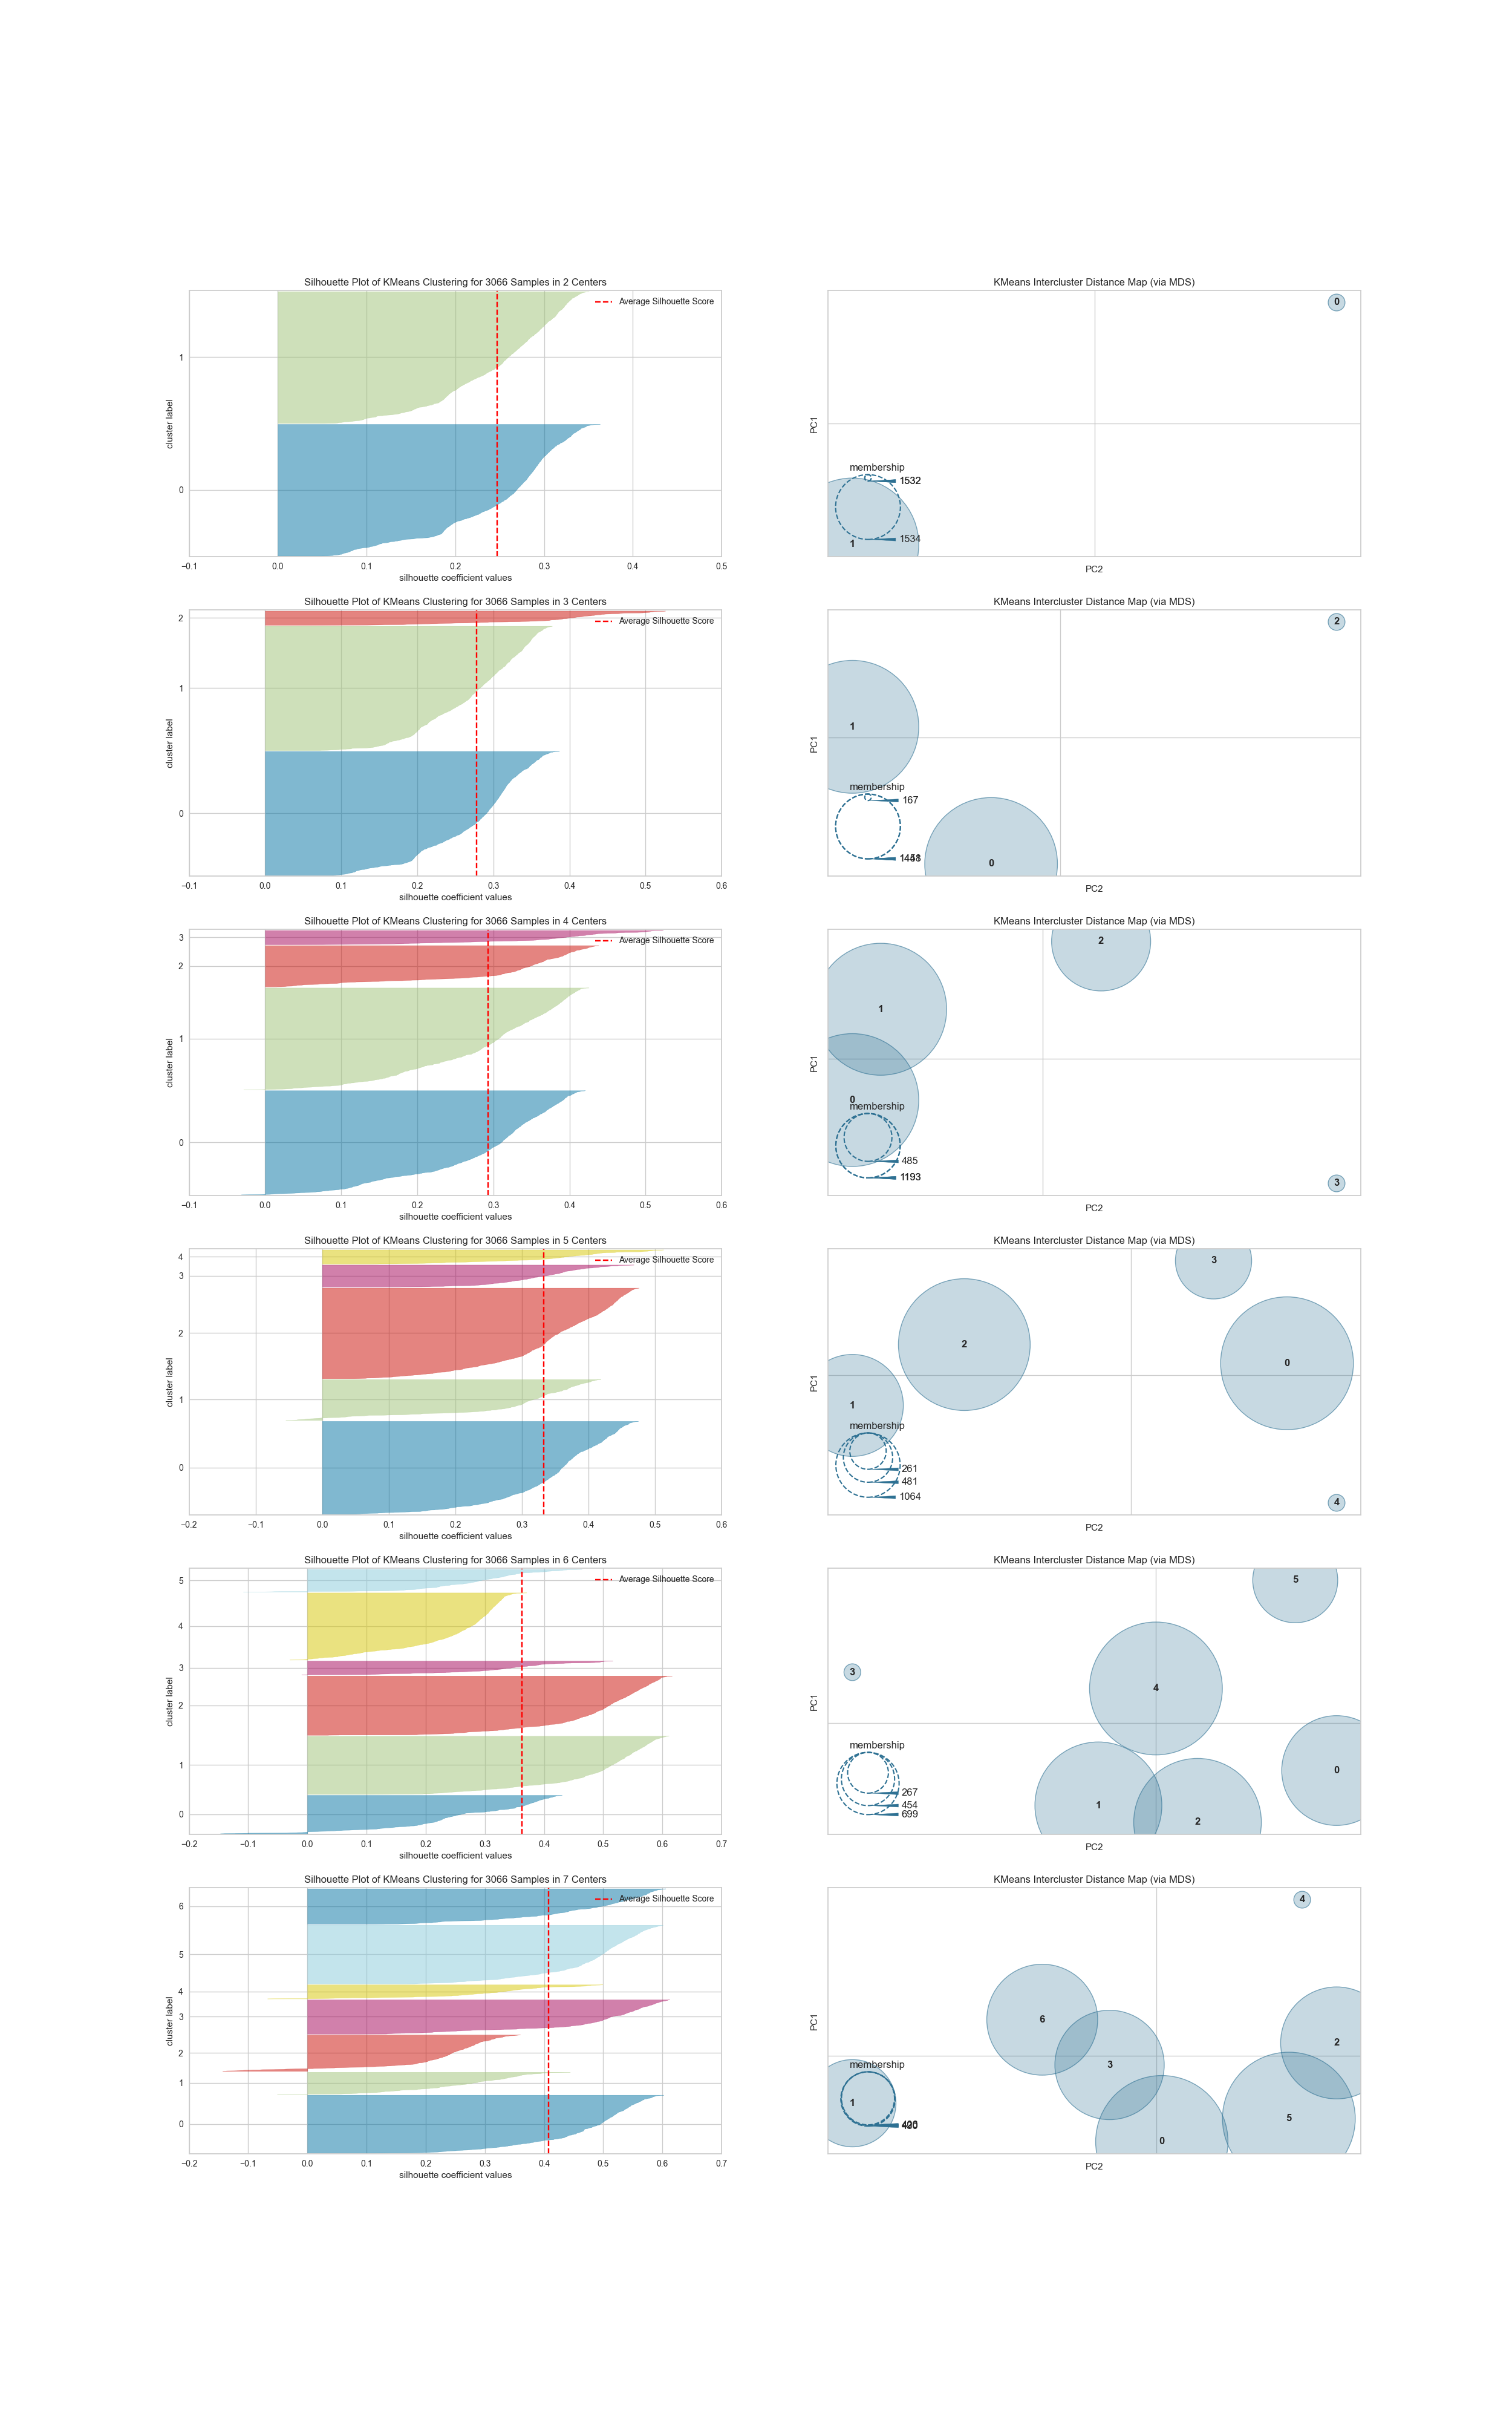 Silhouette Plot of KMeans Clustering for 3066 Samples in 2 Centers
Average Silhouette Score
1
0
cluster label
−0.1 0.0 0.1 0.2 0.3 0.4 0.5
silhouette coefficient values
KMeans Intercluster Distance Map (via MDS)
0
PC1
membership
1532
1534
1
PC2
Silhouette Plot of KMeans Clustering for 3066 Samples in 3 Centers
Average Silhouette Score
2
1
0
cluster label
−0.1 0.0 0.1 0.2 0.3 0.4 0.5 0.6
silhouette coefficient values
KMeans Intercluster Distance Map (via MDS)
2
1
PC1
membership
167
0
PC2
Silhouette Plot of KMeans Clustering for 3066 Samples in 4 Centers
Average Silhouette Score
3
2
1
0
cluster label
−0.1 0.0 0.1 0.2 0.3 0.4 0.5 0.6
silhouette coefficient values
KMeans Intercluster Distance Map (via MDS)
2
1
PC1
0
membership
485
1193
3
PC2
Silhouette Plot of KMeans Clustering for 3066 Samples in 5 Centers
Average Silhouette Score
4
3
2
1
0
cluster label
−0.2 −0.1 0.0 0.1 0.2 0.3 0.4 0.5 0.6
silhouette coefficient values
KMeans Intercluster Distance Map (via MDS)
3
2
0
PC1
1
membership
261
481
1064
4
PC2
Silhouette Plot of KMeans Clustering for 3066 Samples in 6 Centers
Average Silhouette Score
5
4
3
2
1
0
cluster label
−0.2 −0.1 0.0 0.1 0.2 0.3 0.4 0.5 0.6 0.7
silhouette coefficient values
KMeans Intercluster Distance Map (via MDS)
5
3
4
PC1
membership
0
267
454
699
1
2
PC2
Silhouette Plot of KMeans Clustering for 3066 Samples in 7 Centers
Average Silhouette Score
6
5
4
3
2
1
0
cluster label
−0.2 −0.1 0.0 0.1 0.2 0.3 0.4 0.5 0.6 0.7
silhouette coefficient values
KMeans Intercluster Distance Map (via MDS)
4
6
PC1
2
3
membership
1
5
0
PC2